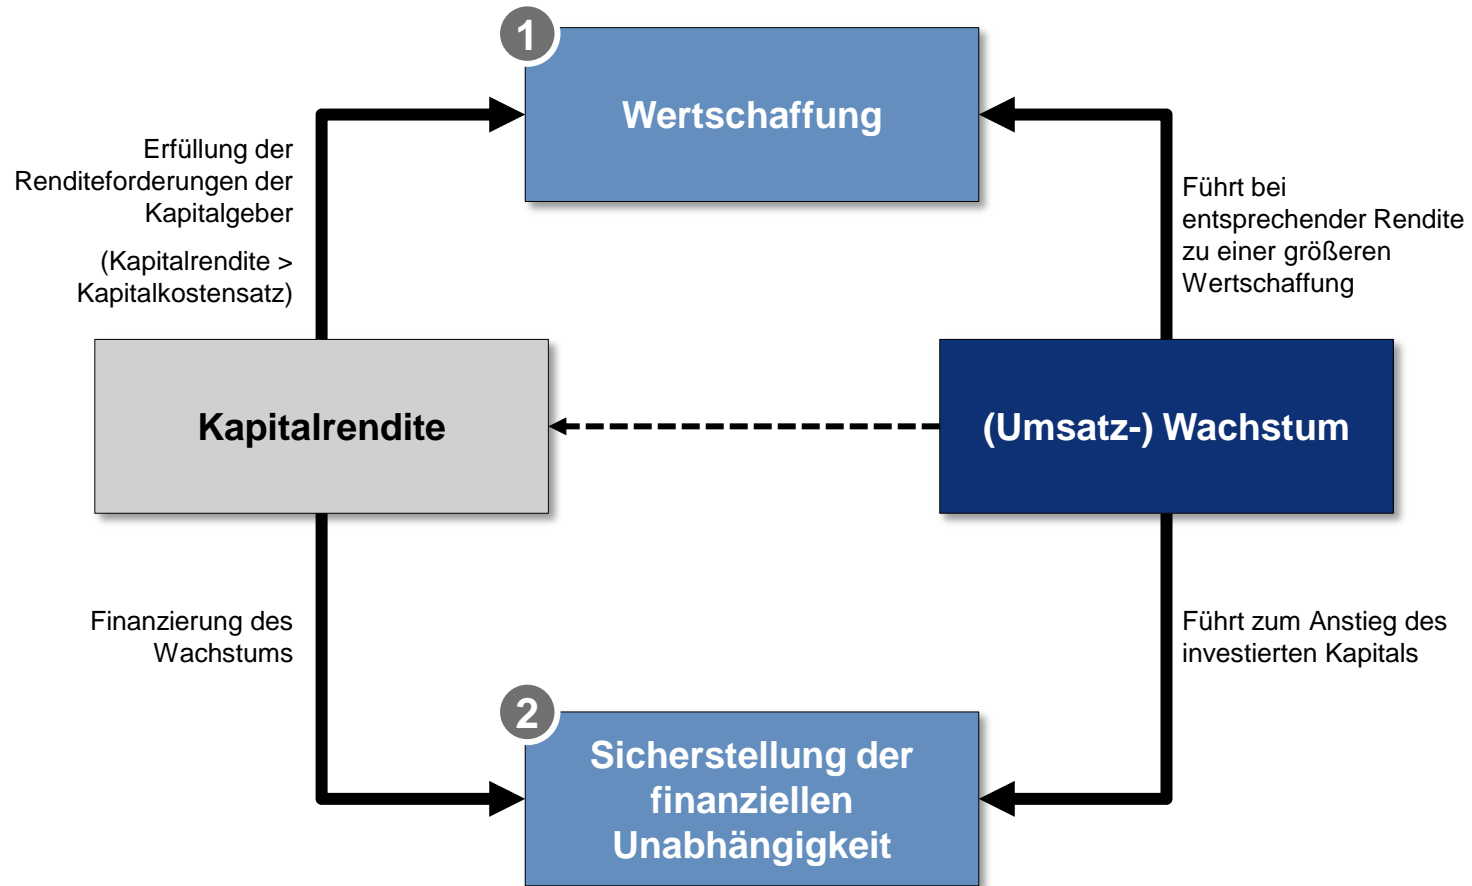 1
Wertschaffung
Erfüllung der
Renditeforderungen der
Kapitalgeber
(Kapitalrendite >
Kapitalkostensatz)
Führt bei
entsprechender Rendite
zu einer größeren
Wertschaffung
Kapitalrendite
(Umsatz-) Wachstum
Finanzierung des
Wachstums
Führt zum Anstieg des
investierten Kapitals
2
Sicherstellung der
finanziellen
Unabhängigkeit